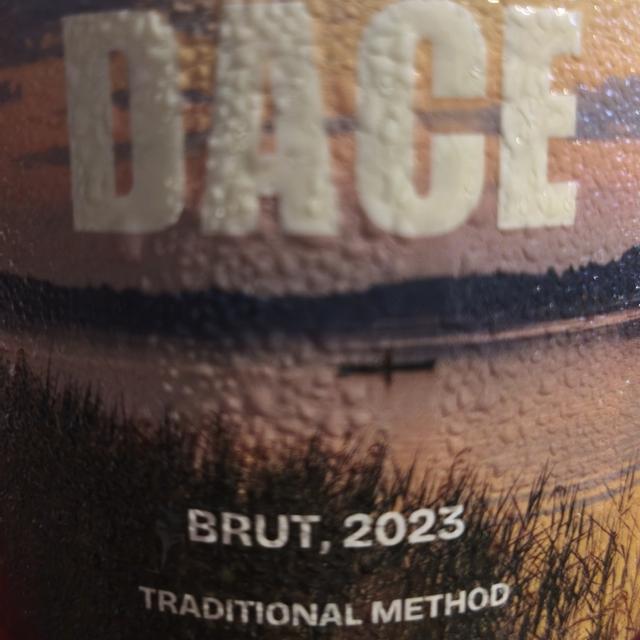 DACE
BRUT, 2023
TRADITIONAL METHOD